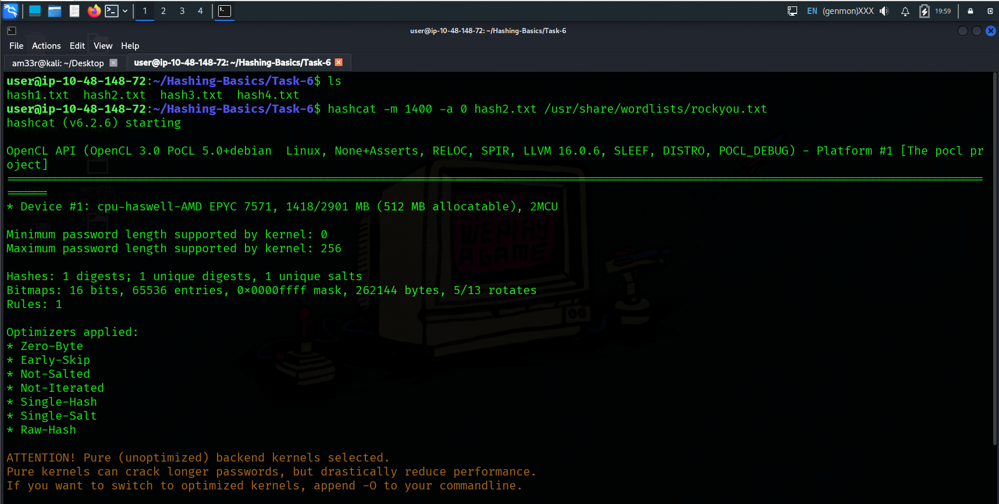 1 2 3 4 EN (genmon)XXX 19:59
user@ip-10-48-148-72: ~/Hashing-Basics/Task-6
File Actions Edit View Help
am33r@kali: ~/Desktop user@ip-10-48-148-72: ~/Hashing-Basics/Task-6
user@ip-10-48-148-72:~/Hashing-Basics/Task-6$ ls
hash1.txt hash2.txt hash3.txt hash4.txt
user@ip-10-48-148-72:~/Hashing-Basics/Task-6$ hashcat -m 1400 -a 0 hash2.txt /usr/share/wordlists/rockyou.txt
hashcat (v6.2.6) starting
OpenCL API (OpenCL 3.0 PoCL 5.0+debian  Linux, None+Asserts, RELOC, SPIR, LLVM 16.0.6, SLEEF, DISTRO, POCL_DEBUG) - Platform #1 [The pocl pr
oject]
wordlists
* Device #1: cpu-haswell-AMD EPYC 7571, 1418/2901 MB (512 MB allocatable), 2MCU
WEPLAY
AGAME
Minimum password length supported by kernel: 0
Maximum password length supported by kernel: 256
Hashes: 1 digests; 1 unique digests, 1 unique salts
Bitmaps: 16 bits, 65536 entries, 0×0000ffff mask, 262144 bytes, 5/13 rotates
Rules: 1
Optimizers applied:
* Zero-Byte
* Early-Skip
* Not-Salted
* Not-Iterated
* Single-Hash
* Single-Salt
* Raw-Hash
ATTENTION! Pure (unoptimized) backend kernels selected.
Pure kernels can crack longer passwords, but drastically reduce performance.
If you want to switch to optimized kernels, append -O to your commandline.